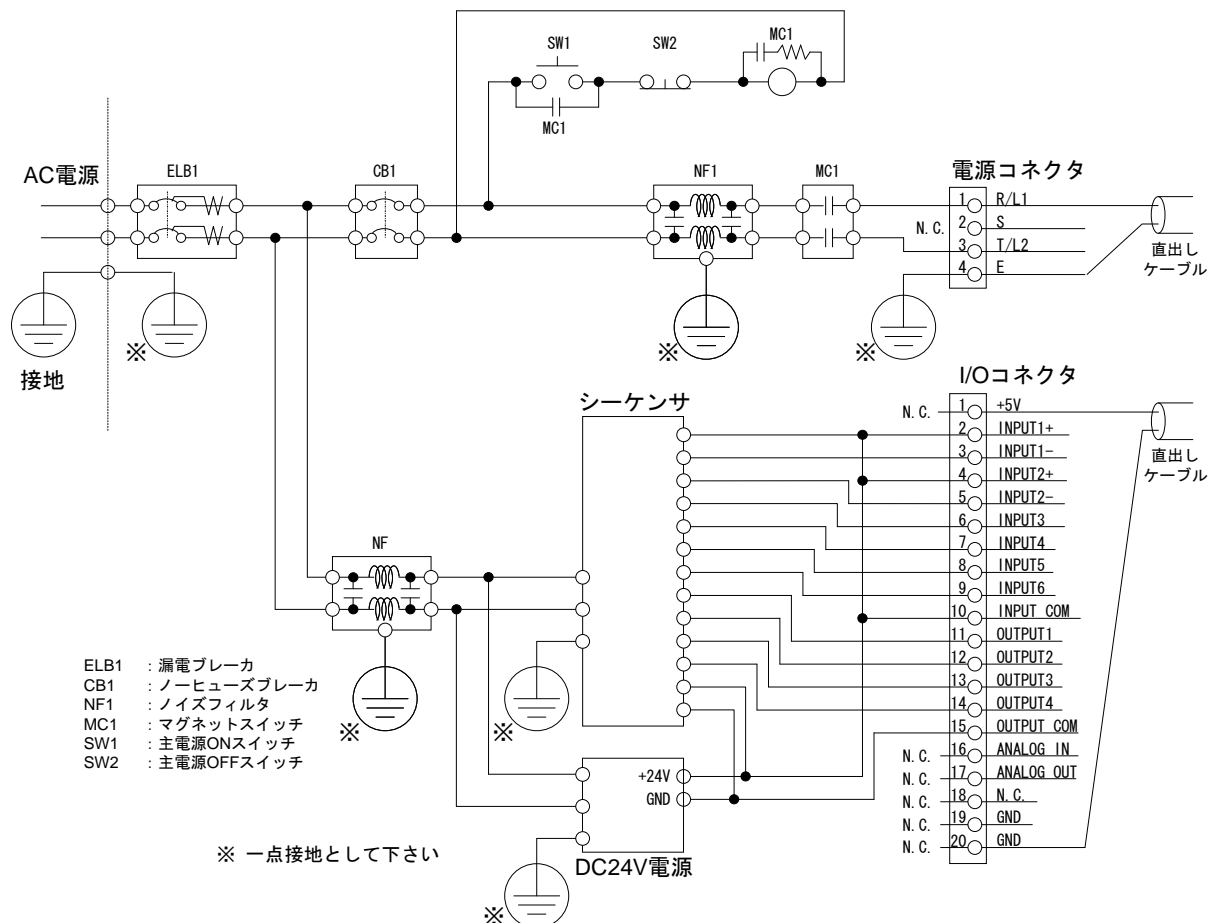 SW1
SW2
MC1
MC1
AC電源
ELB1
CB1
NF1
MC1
電源コネクタ
1 R/L1
N.C. 2 S
3 T/L2
4 E
直出し
ケーブル
※
※
※
接地
シーケンサ
I/Oコネクタ
N.C. 1 +5V
2 INPUT1+
3 INPUT1-
4 INPUT2+
5 INPUT2-
6 INPUT3
7 INPUT4
8 INPUT5
9 INPUT6
10 INPUT COM
11 OUTPUT1
12 OUTPUT2
13 OUTPUT3
14 OUTPUT4
15 OUTPUT COM
N.C. 16 ANALOG IN
N.C. 17 ANALOG OUT
N.C. 18 N.C.
N.C. 19 GND
N.C. 20 GND
直出し
ケーブル
NF
※
※
ELB1 : 漏電ブレーカ
CB1 : ノーヒューズブレーカ
NF1 : ノイズフィルタ
MC1 : マグネットスイッチ
SW1 : 主電源ONスイッチ
SW2 : 主電源OFFスイッチ
+24V
GND
DC24V電源
※
※ 一点接地として下さい